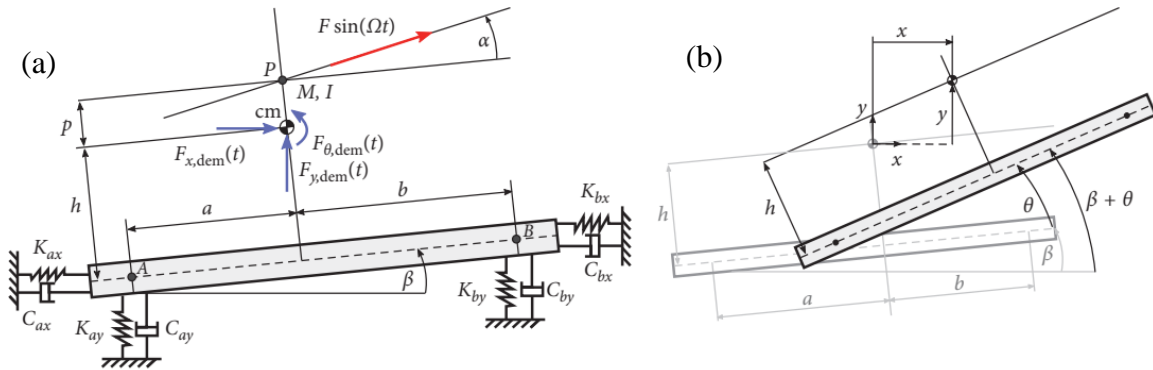 (a)
F sin(Ωt)
α
P
M, I
cm
p
F_{x,dem}(t)
F_{θ,dem}(t)
F_{y,dem}(t)
h
a
b
K_{bx}
K_{ax}
A
B
β
C_{bx}
C_{ax}
K_{ay}
C_{ay}
K_{by}
C_{by}
(b)
x
y
y
x
h
h
θ
β + θ
β
a
b